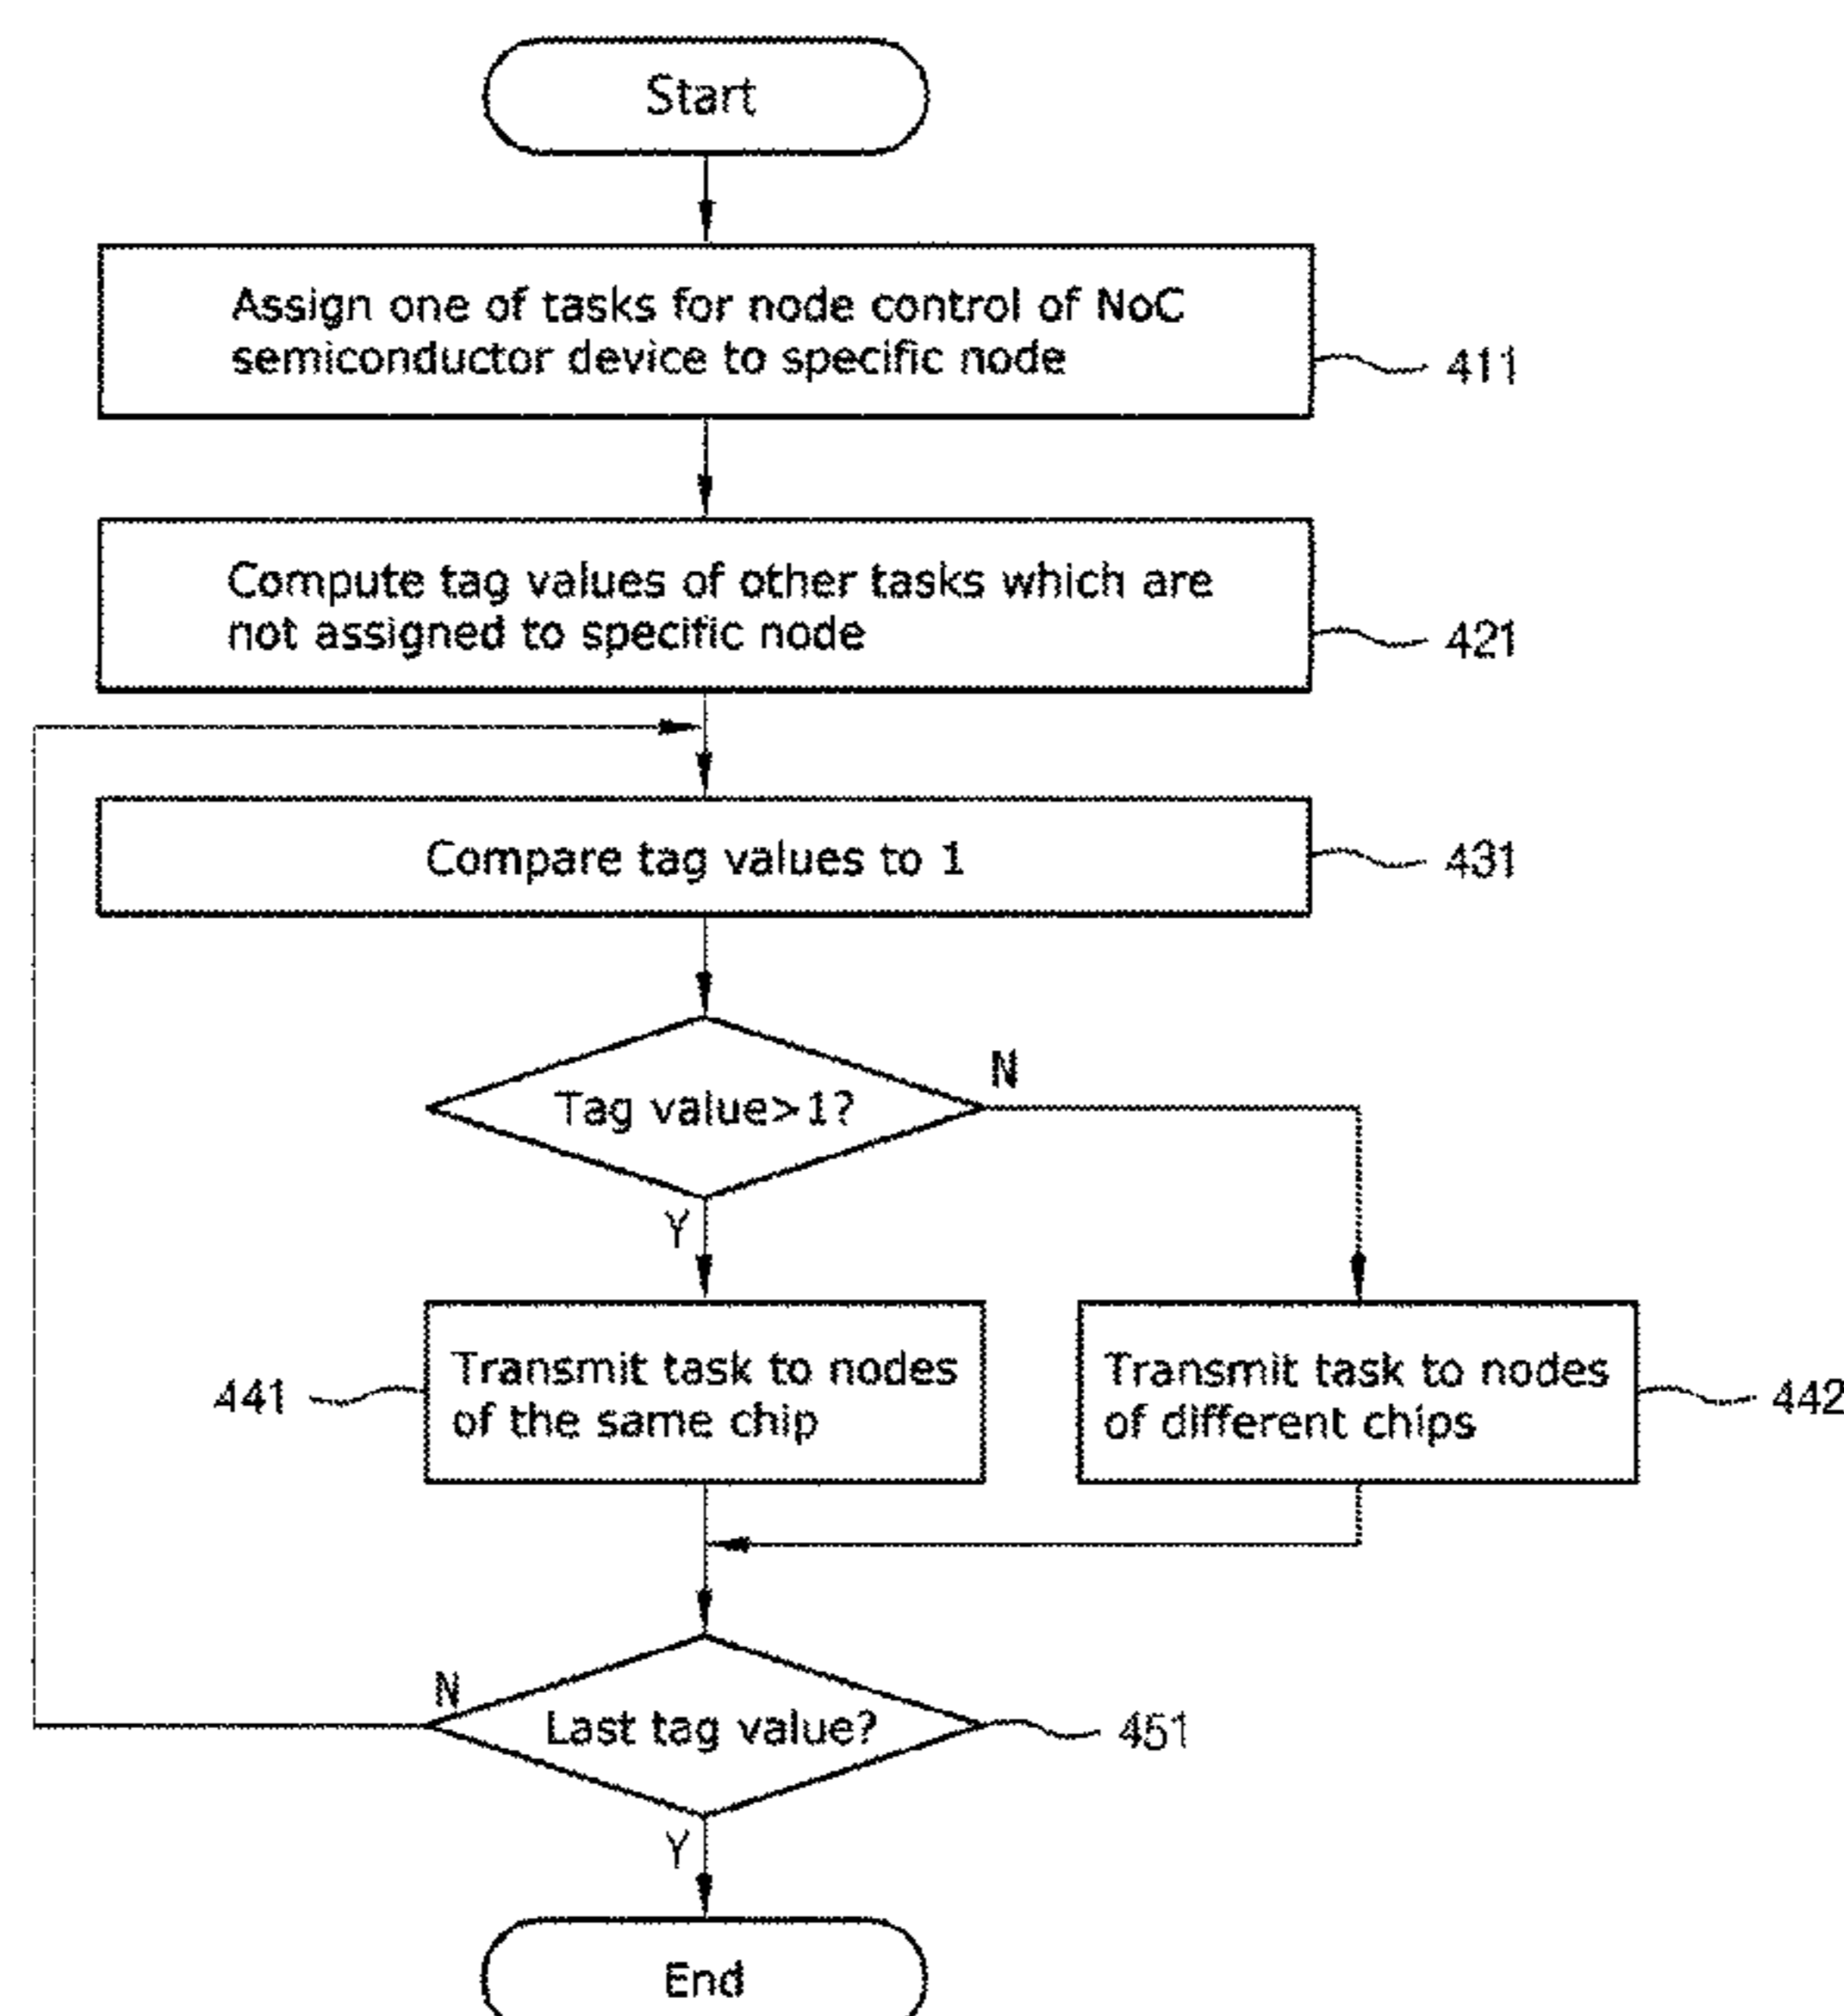 Start
Assign one of tasks for node control of NoC
semiconductor device to specific node
411
Compute tag values of other tasks which are
not assigned to specific node
421
Compare tag values to 1
431
Tag value>1?
N
Y
Transmit task to nodes
of the same chip
441
Transmit task to nodes
of different chips
442
Last tag value?
N
451
Y
End